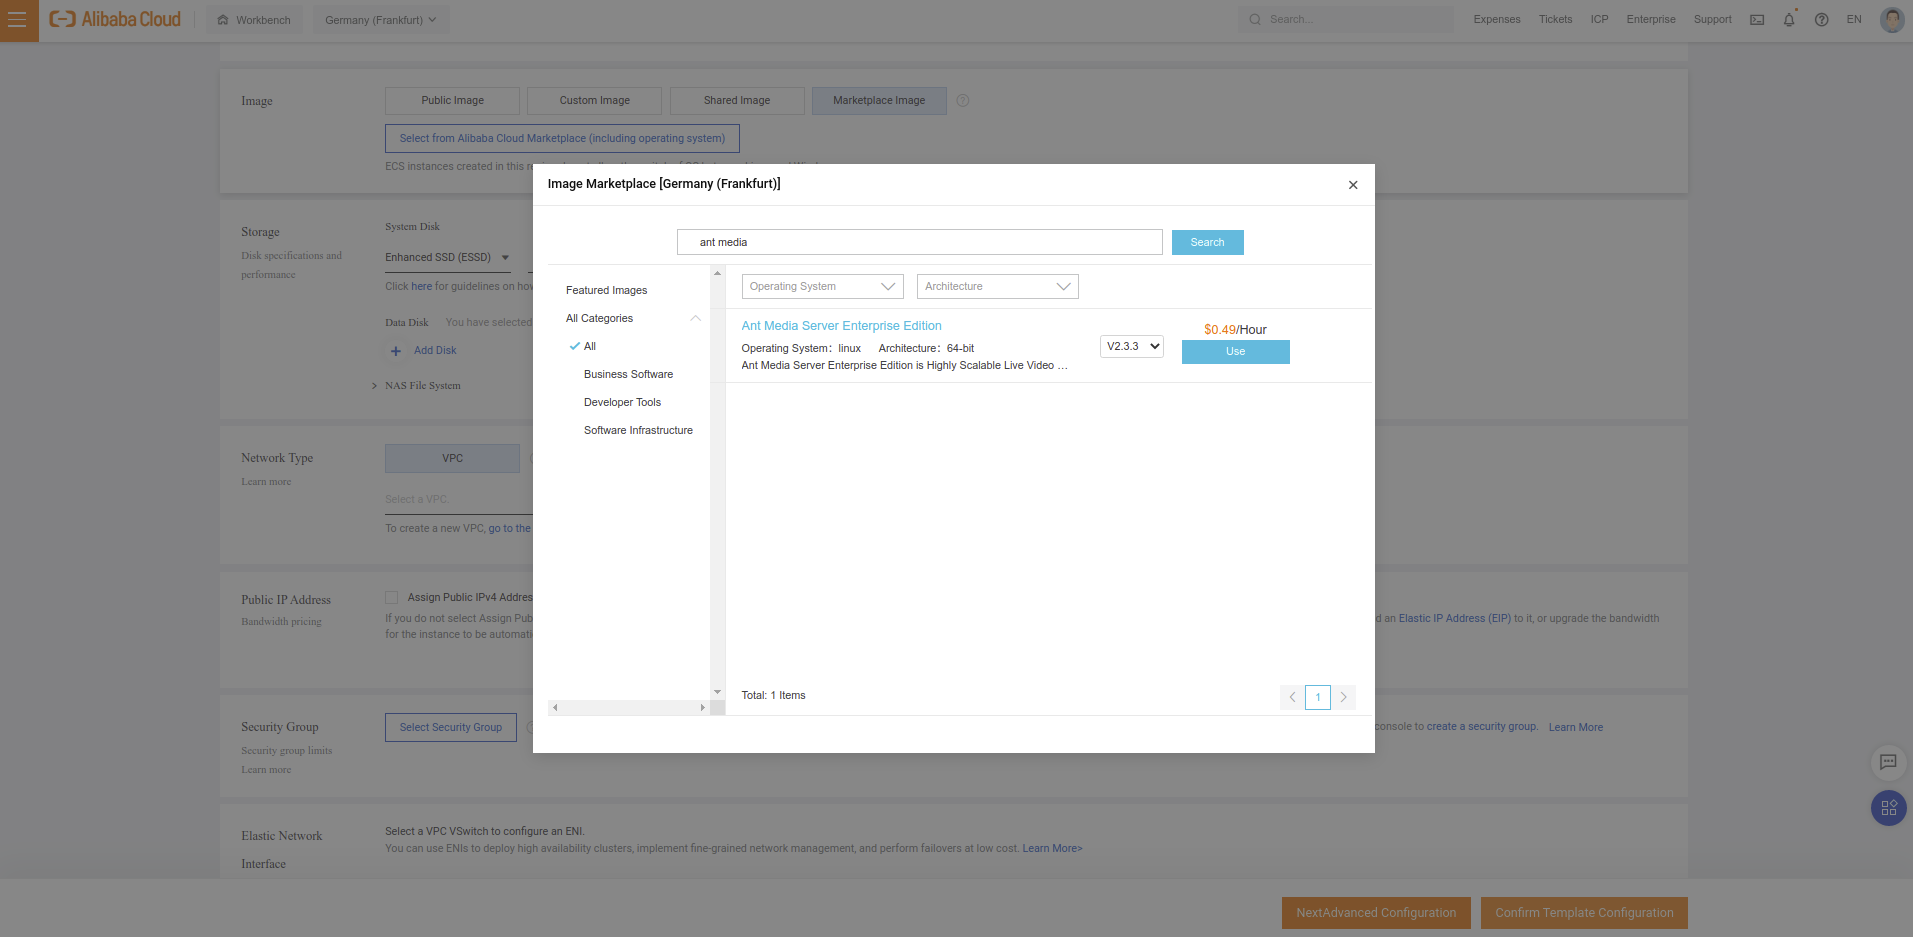 Alibaba Cloud
Workbench
Germany (Frankfurt)
Search...
Expenses
Tickets
ICP
Enterprise
Support
EN
Image
Public Image
Custom Image
Shared Image
Marketplace Image
Select from Alibaba Cloud Marketplace (including operating system)
ECS instances created in this
Image Marketplace [Germany (Frankfurt)]
ant media
Search
Featured Images
All Categories
All
Business Software
Developer Tools
Software Infrastructure
Operating System
Architecture
Ant Media Server Enterprise Edition
Operating System: linux Architecture: 64-bit
Ant Media Server Enterprise Edition is Highly Scalable Live Video ...
V2.3.3
$0.49/Hour
Use
Total: 1 Items
1
Storage
Disk specifications and
performance
System Disk
Enhanced SSD (ESSD)
Click here for guidelines on how
Data Disk You have selected
Add Disk
NAS File System
Network Type
Learn more
VPC
Select a VPC.
To create a new VPC, go to the
Public IP Address
Bandwidth pricing
Assign Public IPv4 Addres
If you do not select Assign Pub
d an Elastic IP Address (EIP) to it, or upgrade the bandwidth
for the instance to be automati
Security Group
Security group limits
Learn more
Select Security Group
console to create a security group. Learn More
Elastic Network
Interface
Select a VPC VSwitch to configure an ENI.
You can use ENIs to deploy high availability clusters, implement fine-grained network management, and perform failovers at low cost. Learn More>
NextAdvanced Configuration
Confirm Template Configuration